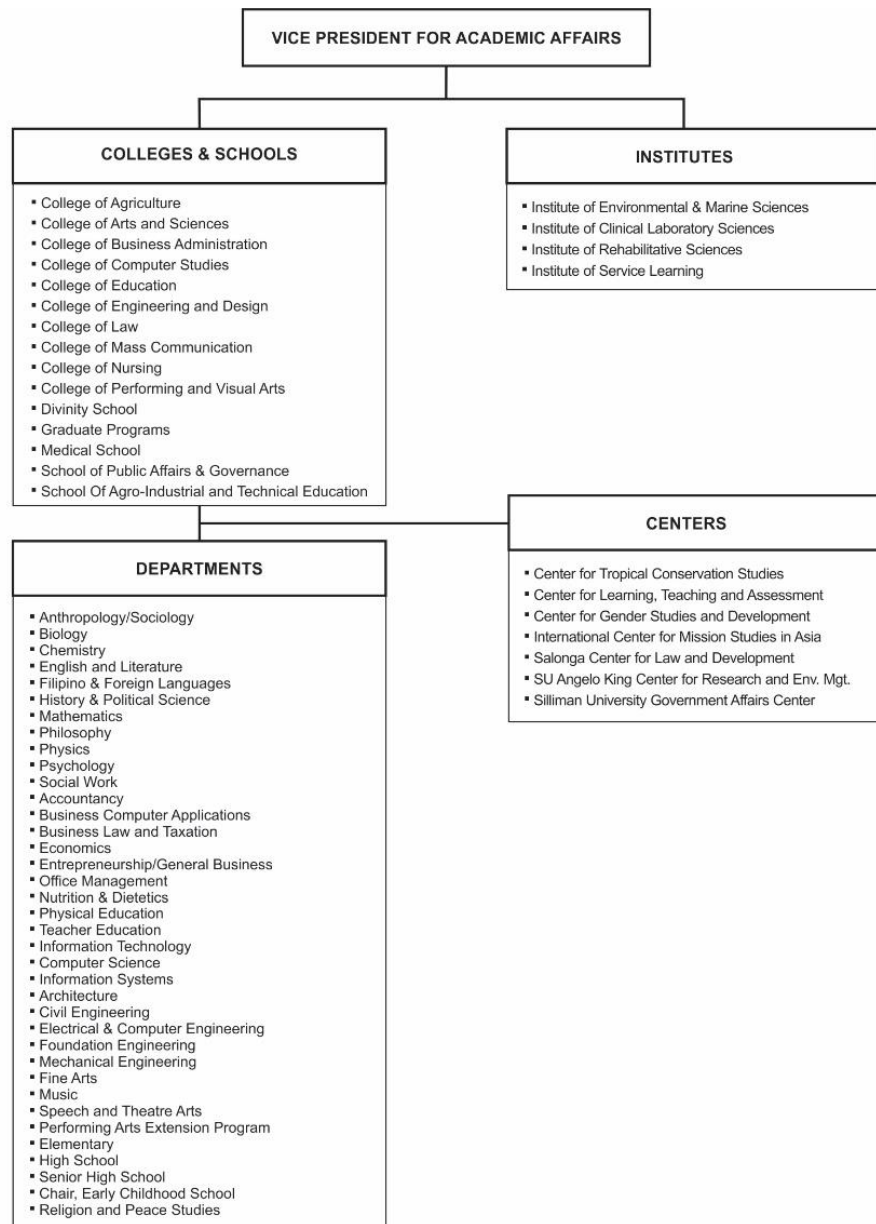 VICE PRESIDENT FOR ACADEMIC AFFAIRS
COLLEGES & SCHOOLS
▪ College of Agriculture
▪ College of Arts and Sciences
▪ College of Business Administration
▪ College of Computer Studies
▪ College of Education
▪ College of Engineering and Design
▪ College of Law
▪ College of Mass Communication
▪ College of Nursing
▪ College of Performing and Visual Arts
▪ Divinity School
▪ Graduate Programs
▪ Medical School
▪ School of Public Affairs & Governance
▪ School Of Agro-Industrial and Technical Education
INSTITUTES
▪ Institute of Environmental & Marine Sciences
▪ Institute of Clinical Laboratory Sciences
▪ Institute of Rehabilitative Sciences
▪ Institute of Service Learning
DEPARTMENTS
▪ Anthropology/Sociology
▪ Biology
▪ Chemistry
▪ English and Literature
▪ Filipino & Foreign Languages
▪ History & Political Science
▪ Mathematics
▪ Philosophy
▪ Physics
▪ Psychology
▪ Social Work
▪ Accountancy
▪ Business Computer Applications
▪ Business Law and Taxation
▪ Economics
▪ Entrepreneurship/General Business
▪ Office Management
▪ Nutrition & Dietetics
▪ Physical Education
▪ Teacher Education
▪ Information Technology
▪ Computer Science
▪ Information Systems
▪ Architecture
▪ Civil Engineering
▪ Electrical & Computer Engineering
▪ Foundation Engineering
▪ Mechanical Engineering
▪ Fine Arts
▪ Music
▪ Speech and Theatre Arts
▪ Performing Arts Extension Program
▪ Elementary
▪ High School
▪ Senior High School
▪ Chair, Early Childhood School
▪ Religion and Peace Studies
CENTERS
▪ Center for Tropical Conservation Studies
▪ Center for Learning, Teaching and Assessment
▪ Center for Gender Studies and Development
▪ International Center for Mission Studies in Asia
▪ Salonga Center for Law and Development
▪ SU Angelo King Center for Research and Env. Mgt.
▪ Silliman University Government Affairs Center